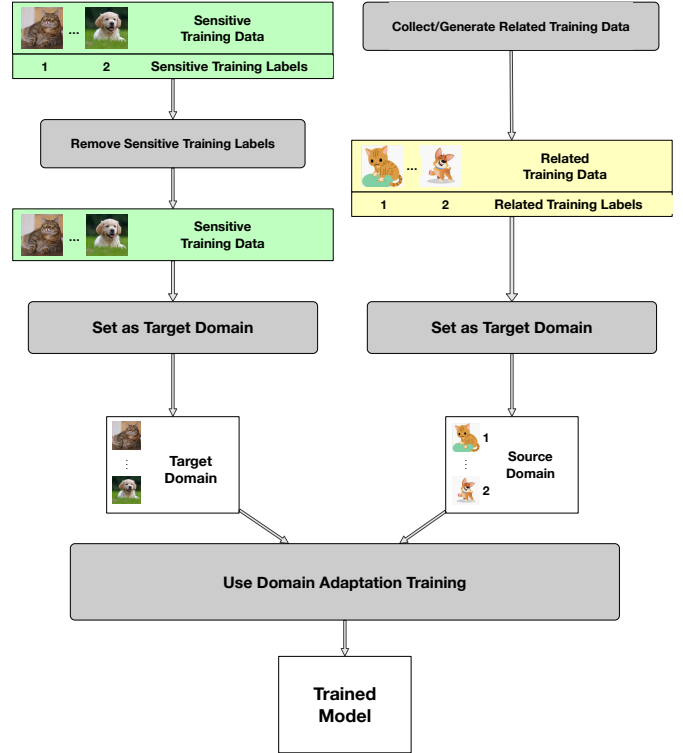 Sensitive
Training Data
...
1 2 Sensitive Training Labels
Remove Sensitive Training Labels
Sensitive
Training Data
...
Set as Target Domain
Target
Domain
...
Collect/Generate Related Training Data
Related
Training Data
...
1 2 Related Training Labels
Set as Target Domain
1
Source
Domain
...
2
Use Domain Adaptation Training
Trained
Model